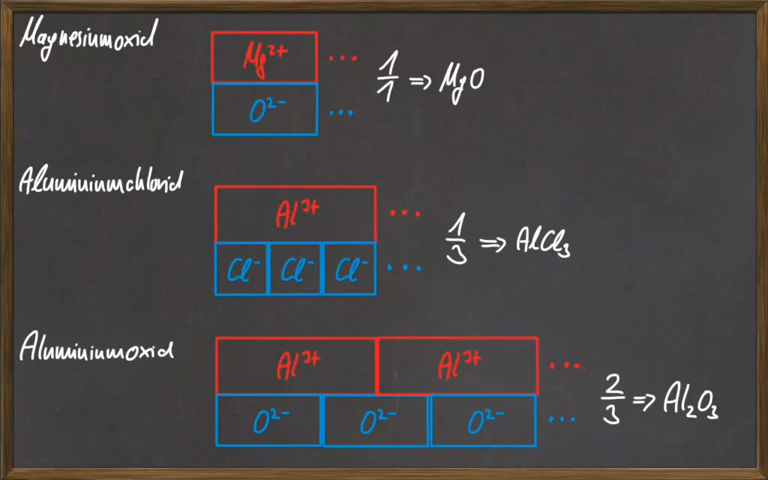 Magnesiumoxid
Mg²⁺ ...
O²⁻ ...
1/1 ⇒ MgO
Aluminiumchlorid
Al³⁺ ...
Cl⁻ Cl⁻ Cl⁻ ...
1/3 ⇒ AlCl₃
Aluminiumoxid
Al³⁺ Al³⁺ ...
O²⁻ O²⁻ O²⁻ ...
2/3 ⇒ Al₂O₃